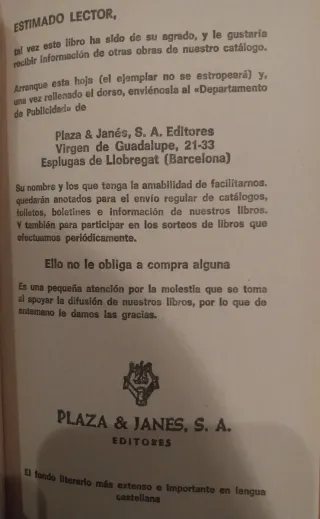 ESTIMADO LECTOR,
tal vez este libro ha sido de su agrado, y le gustaría
recibir información de otras obras de nuestro catálogo.
Arranque esta hoja (el ejemplar no se estropeará) y,
una vez rellenado el dorso, envíenosla al «Departamento
de Publicidad» de
Plaza & Janés, S. A. Editores
Virgen de Guadalupe, 21-33
Esplugas de Llobregat (Barcelona)
Su nombre y los que tenga la amabilidad de facilitarnos,
quedarán anotados para el envío regular de catálogos,
folletos, boletines e información de nuestros libros.
Y también para participar en los sorteos de libros que
efectuamos periódicamente.
Ello no le obliga a compra alguna
Es una pequeña atención por la molestia que se toma
al apoyar la difusión de nuestros libros, por lo que de
antemano le damos las gracias.
PLAZA & JANES, S. A.
EDITORES
El fondo literario más extenso e importante en lengua
castellana